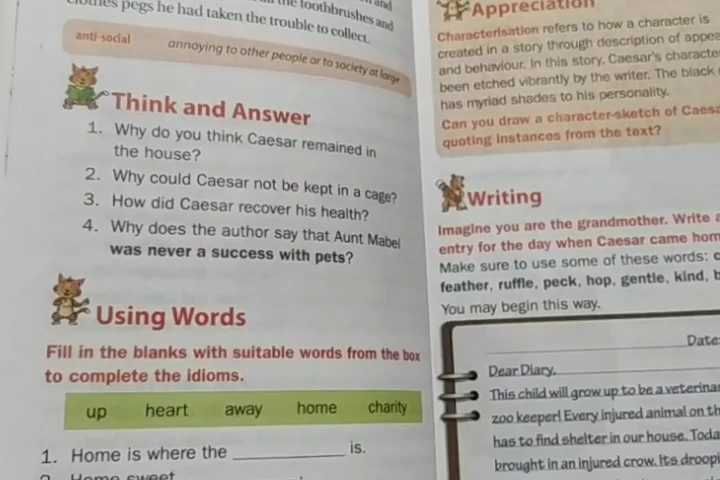 the toothbrushes and
clothes pegs he had taken the trouble to collect.
anti-social annoying to other people or to society at large
Think and Answer
1. Why do you think Caesar remained in
the house?
2. Why could Caesar not be kept in a cage?
3. How did Caesar recover his health?
4. Why does the author say that Aunt Mabel
was never a success with pets?
Using Words
Fill in the blanks with suitable words from the box
to complete the idioms.
up heart away home charity
1. Home is where the ____________ is.
Home sweet
Appreciation
Characterisation refers to how a character is
created in a story through description of
and behaviour. In this story, Caesar's
been etched vibrantly by the writer. The black
has myriad shades to his personality.
Can you draw a character-sketch of
quoting instances from the text?
Writing
Imagine you are the grandmother. Write
entry for the day when Caesar came
Make sure to use some of these words:
feather, ruffle, peck, hop, gentle, kind,
You may begin this way.
Date:
Dear Diary,
This child will grow up to be a
zoo keeper! Every injured animal on
has to find shelter in our house.
brought in an injured crow. Its